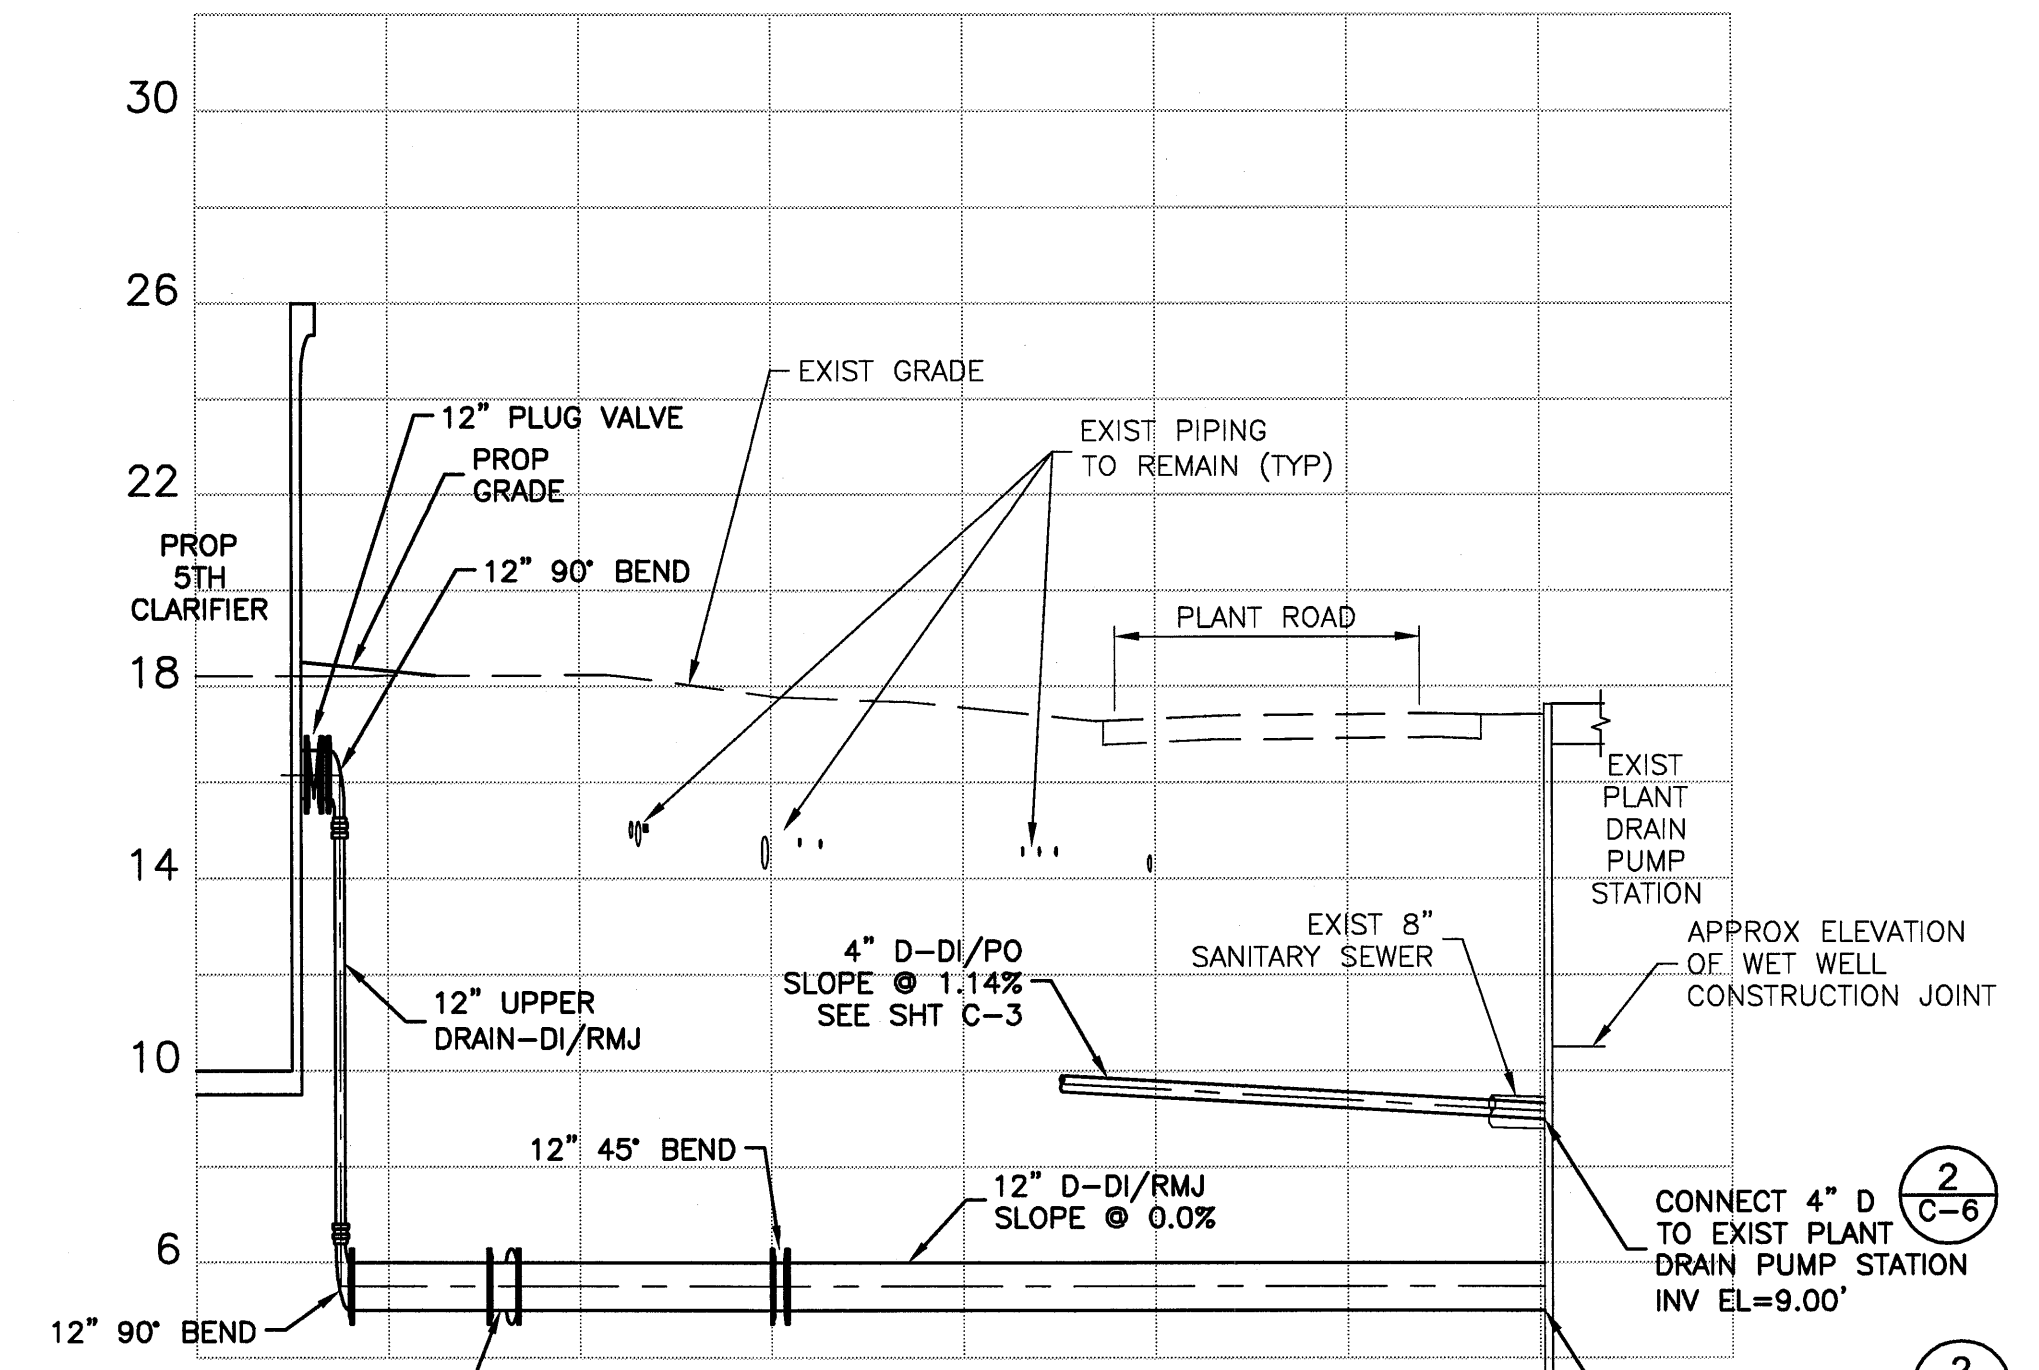 30
26
EXIST GRADE
12" PLUG VALVE
EXIST PIPING
TO REMAIN (TYP)
PROP
GRADE
22
PROP
5TH
CLARIFIER
12" 90° BEND
PLANT ROAD
18
EXIST
PLANT
DRAIN
PUMP
STATION
14
EXIST 8"
SANITARY SEWER
APPROX ELEVATION
OF WET WELL
CONSTRUCTION JOINT
4" D-DI/PO
SLOPE @ 1.14%
SEE SHT C-3
12" UPPER
DRAIN-DI/RMJ
10
12" 45° BEND
12" D-DI/RMJ
SLOPE @ 0.0%
2
C-6
CONNECT 4" D
TO EXIST PLANT
DRAIN PUMP STATION
INV EL=9.00'
6
12" 90° BEND